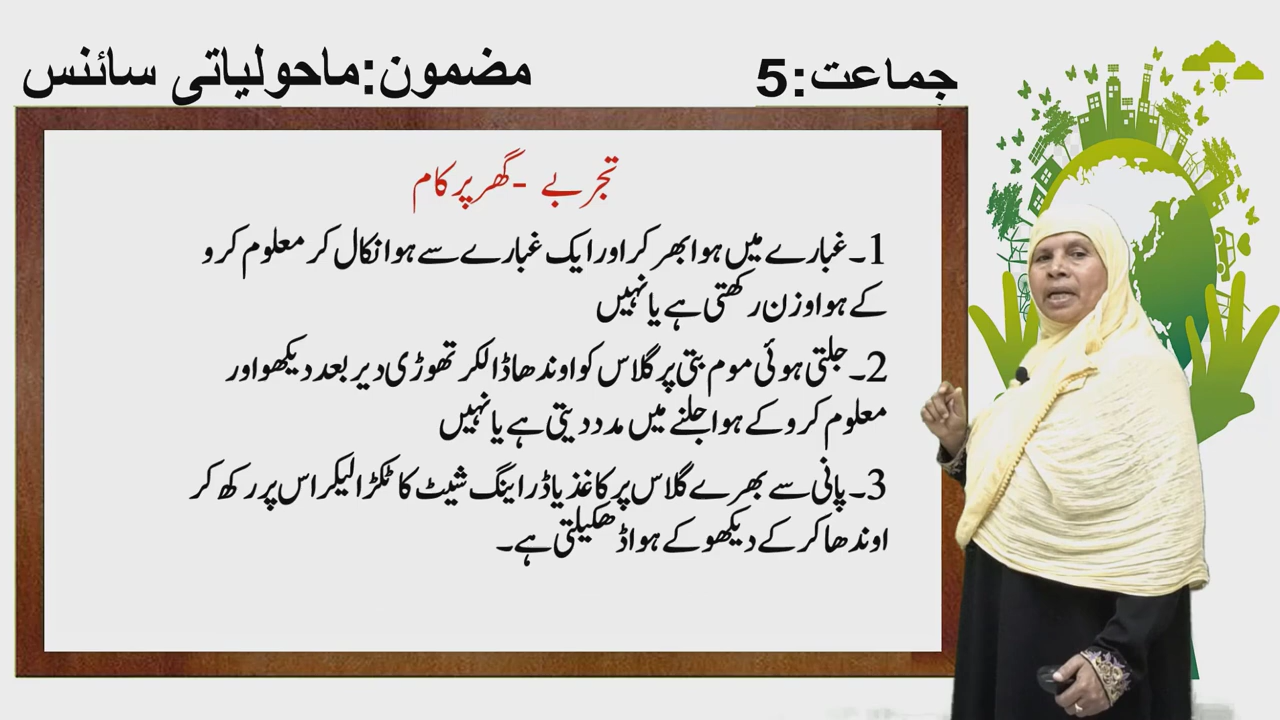 جماعت:5
مضمون:ماحولیاتی سائنس
تجربے - گھر پر کام
1۔غبارے میں ہوا بھر کر اور ایک غبارے سے ہوا نکال کر معلوم کرو
کے ہوا وزن رکھتی ہے یا نہیں
2۔جلتی ہوئی موم بتی پر گلاس کو اوندھا ڈالکر تھوڑی دیر بعد دیکھو اور
معلوم کرو کے ہوا جلنے میں مدد دیتی ہے یا نہیں
3۔پانی سے بھرے گلاس پر کاغذ یا ڈراینگ شیٹ کا ٹکڑا لیکر اس پر رکھ کر
اوندھا کر کے دیکھو کے ہوا ڈھکیلتی ہے۔